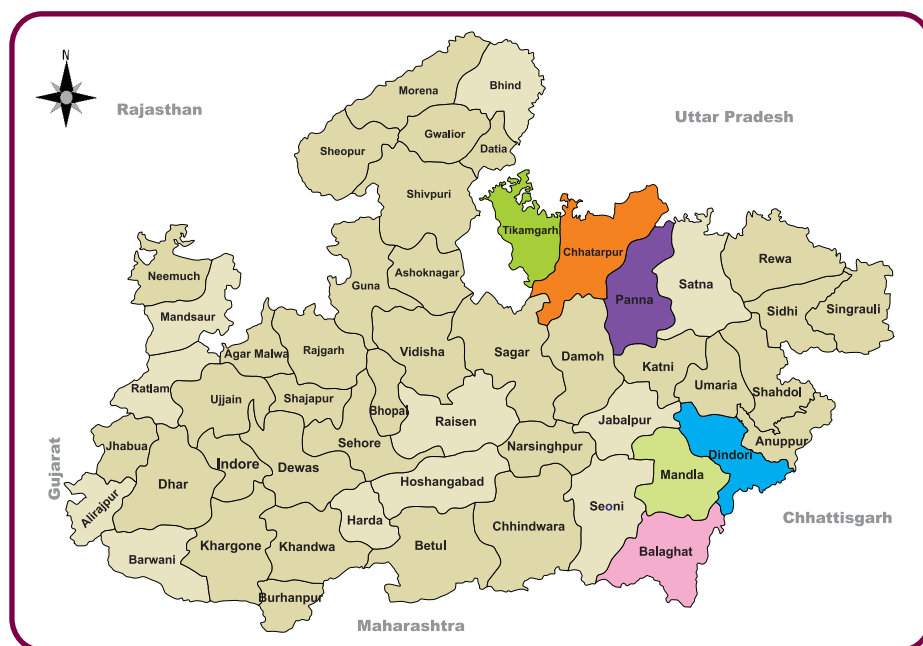 N
Rajasthan
Uttar Pradesh
Bhind
Morena
Gwalior
Datia
Sheopur
Shivpuri
Tikamgarh
Chhatarpur
Rewa
Neemuch
Ashoknagar
Guna
Satna
Panna
Sidhi
Singrauli
Mandsaur
Agar Malwa
Rajgarh
Vidisha
Sagar
Damoh
Katni
Umaria
Shahdol
Ratlam
Ujjain
Shajapur
Bhopal
Raisen
Jabalpur
Jhabua
Sehore
Narsinghpur
Anuppur
Dindori
Gujarat
Indore
Dewas
Dhar
Hoshangabad
Mandla
Alirajpur
Harda
Seoni
Chhattisgarh
Khargone
Khandwa
Betul
Chhindwara
Barwani
Balaghat
Burhanpur
Maharashtra